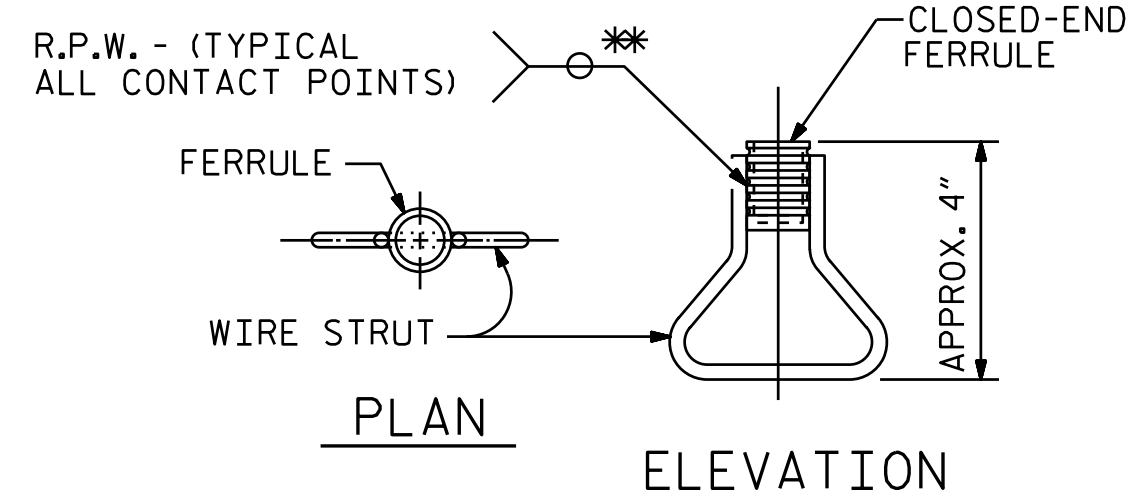 R.P.W. - (TYPICAL
ALL CONTACT POINTS)
**
CLOSED-END
FERRULE
FERRULE
WIRE STRUT
APPROX. 4"
PLAN
ELEVATION